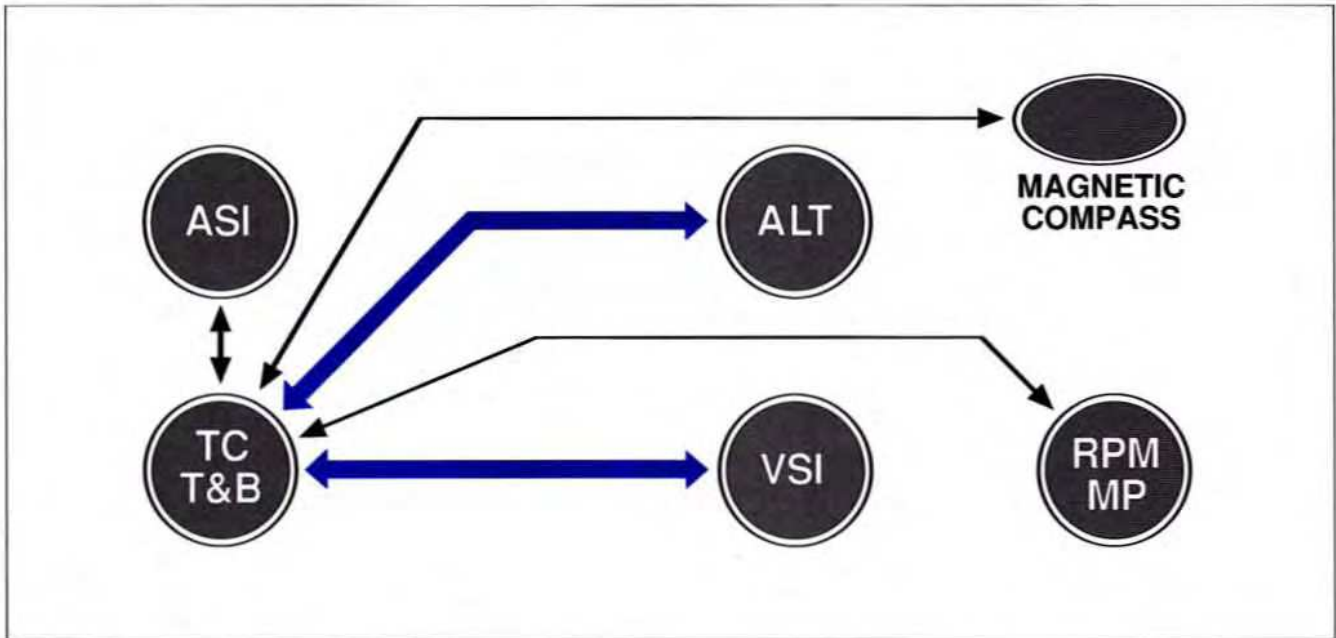 ASI
ALT
MAGNETIC
COMPASS
TC
T&B
VSI
RPM
MP